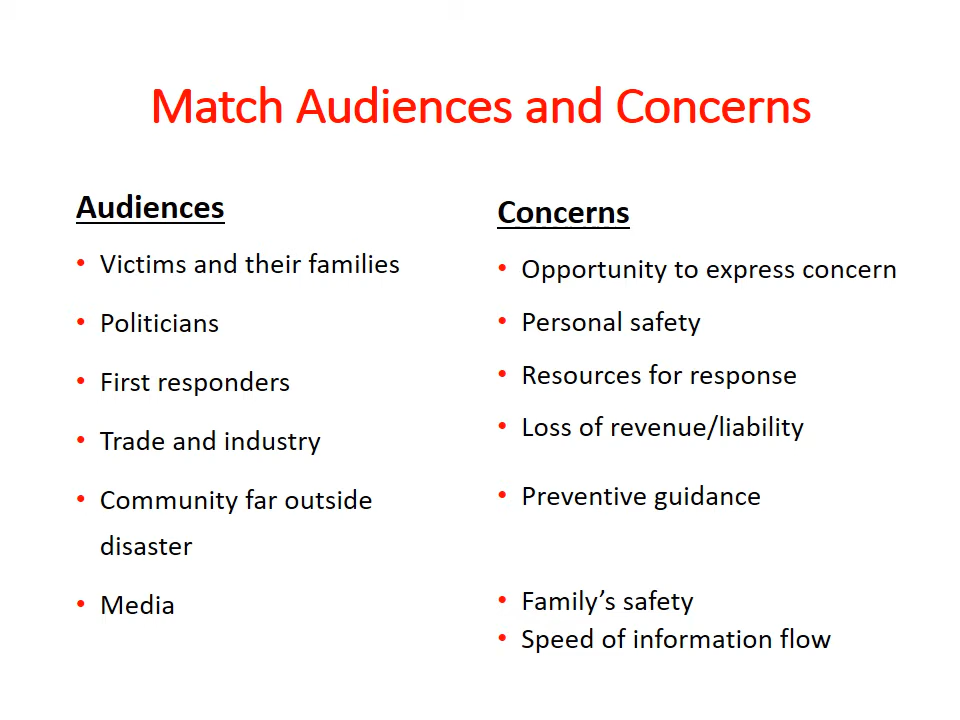 Match Audiences and Concerns
Audiences
• Victims and their families
• Politicians
• First responders
• Trade and industry
• Community far outside
disaster
• Media
Concerns
• Opportunity to express concern
• Personal safety
• Resources for response
• Loss of revenue/liability
• Preventive guidance
• Family’s safety
• Speed of information flow